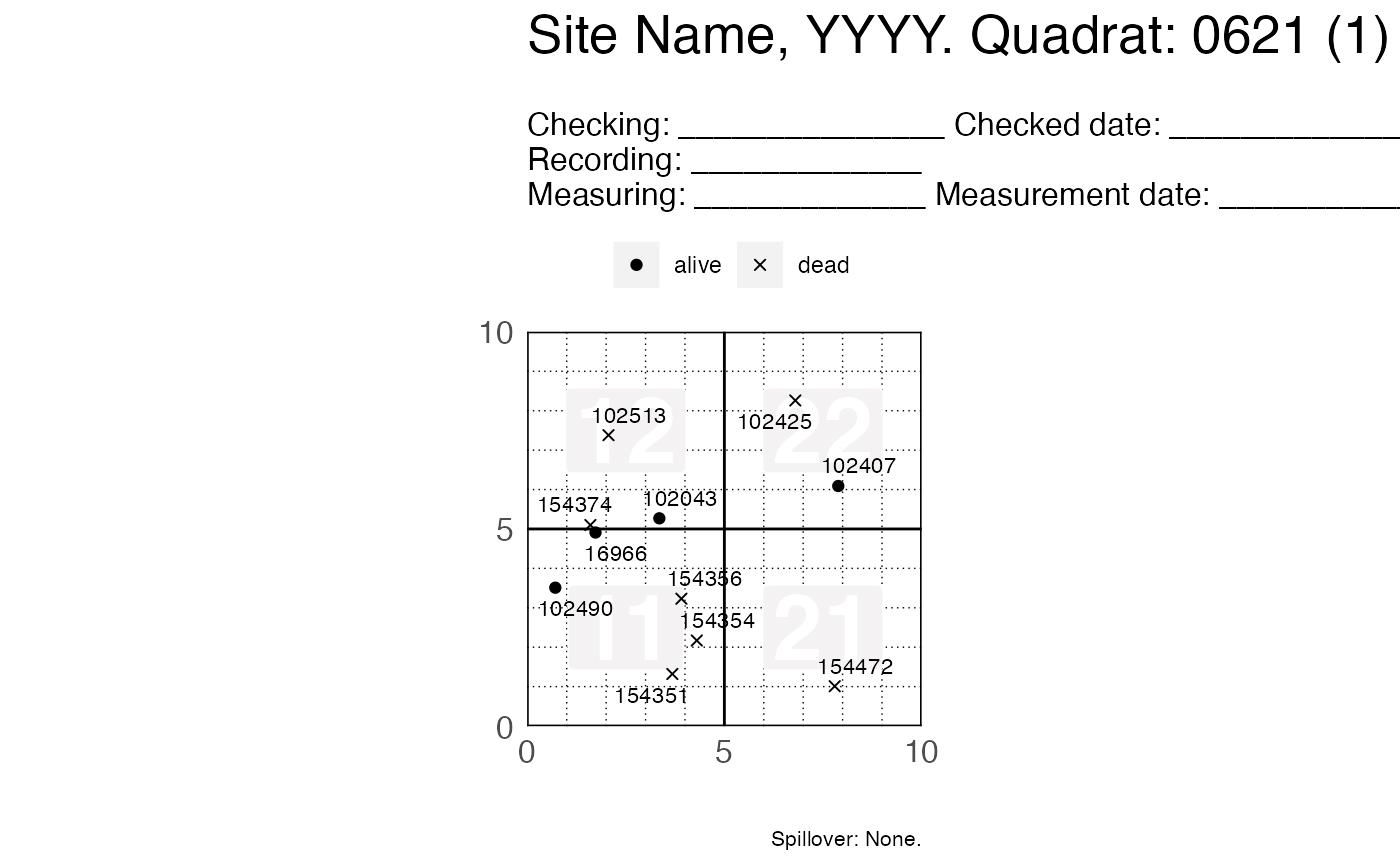 Site Name, YYYY. Quadrat: 0621 (1)
Checking: _______________ Checked date: _____________
Recording: _____________
Measuring: _____________ Measurement date: __________
alive dead
10
12 22
102513
102425
102407
154374 102043
5
16966
154356
102490
11 21
154354
154472
154351
0
0 5 10
Spillover: None.